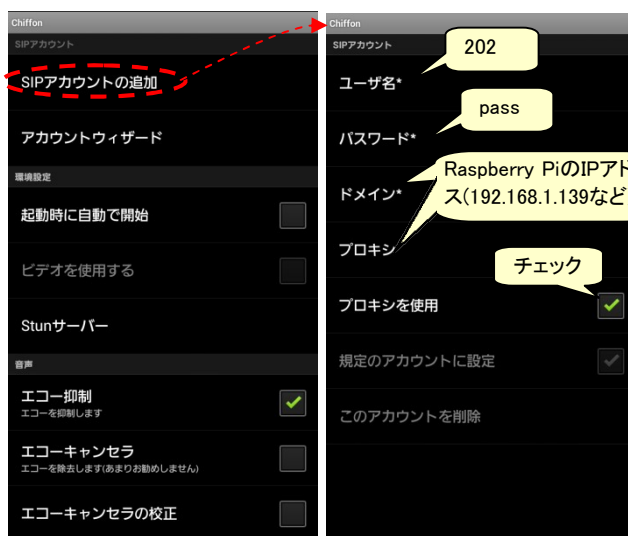 Chiffon
SIPアカウント
SIPアカウントの追加
アカウントウィザード
環境設定
起動時に自動で開始
ビデオを使用する
Stunサーバー
音声
エコー抑制
エコーを抑制します
エコーキャンセラ
エコーを除去します(あまりお勧めしません)
エコーキャンセラの校正
Chiffon
SIPアカウント
202
ユーザ名*
pass
パスワード*
Raspberry PiのIPアド
ス(192.168.1.139など
ドメイン*
プロキシ
チェック
プロキシを使用
規定のアカウントに設定
このアカウントを削除